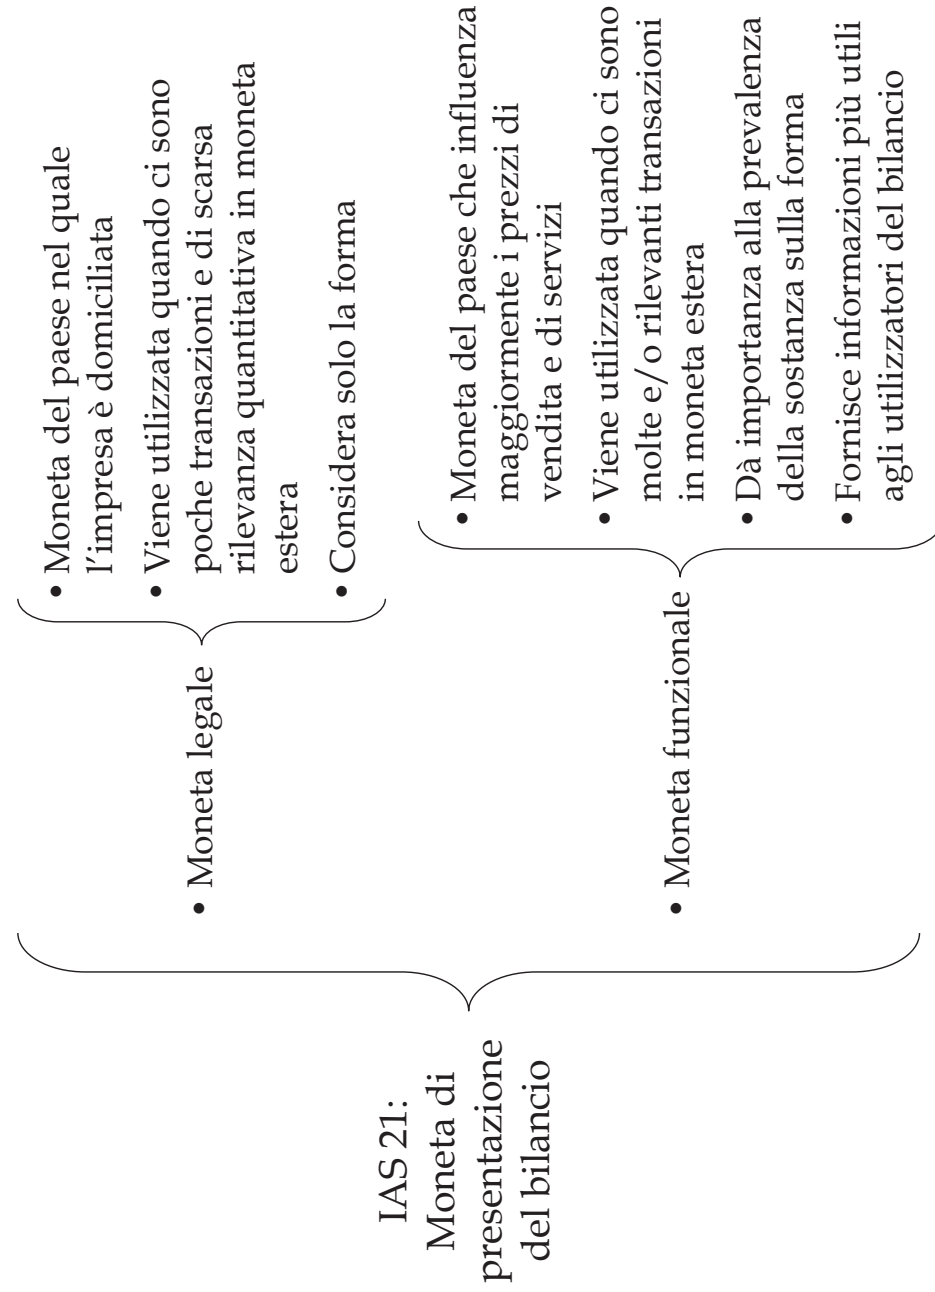 IAS 21:
Moneta di
presentazione
del bilancio
• Moneta legale
• Moneta del paese nel quale
l'impresa è domiciliata
• Viene utilizzata quando ci sono
poche transazioni e di scarsa
rilevanza quantitativa in moneta
estera
• Considera solo la forma
• Moneta funzionale
• Moneta del paese che influenza
maggiormente i prezzi di
vendita e di servizi
• Viene utilizzata quando ci sono
molte e/o rilevanti transazioni
in moneta estera
• Dà importanza alla prevalenza
della sostanza sulla forma
• Fornisce informazioni più utili
agli utilizzatori del bilancio